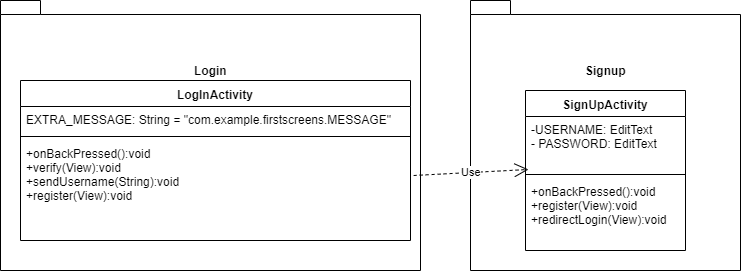 Login
LogInActivity
EXTRA_MESSAGE: String = "com.example.firstscreens.MESSAGE"
+onBackPressed():void
+verify(View):void
+sendUsername(String):void
+register(View):void
Use
Signup
SignUpActivity
-USERNAME: EditText
- PASSWORD: EditText
+onBackPressed():void
+register(View):void
+redirectLogin(View):void